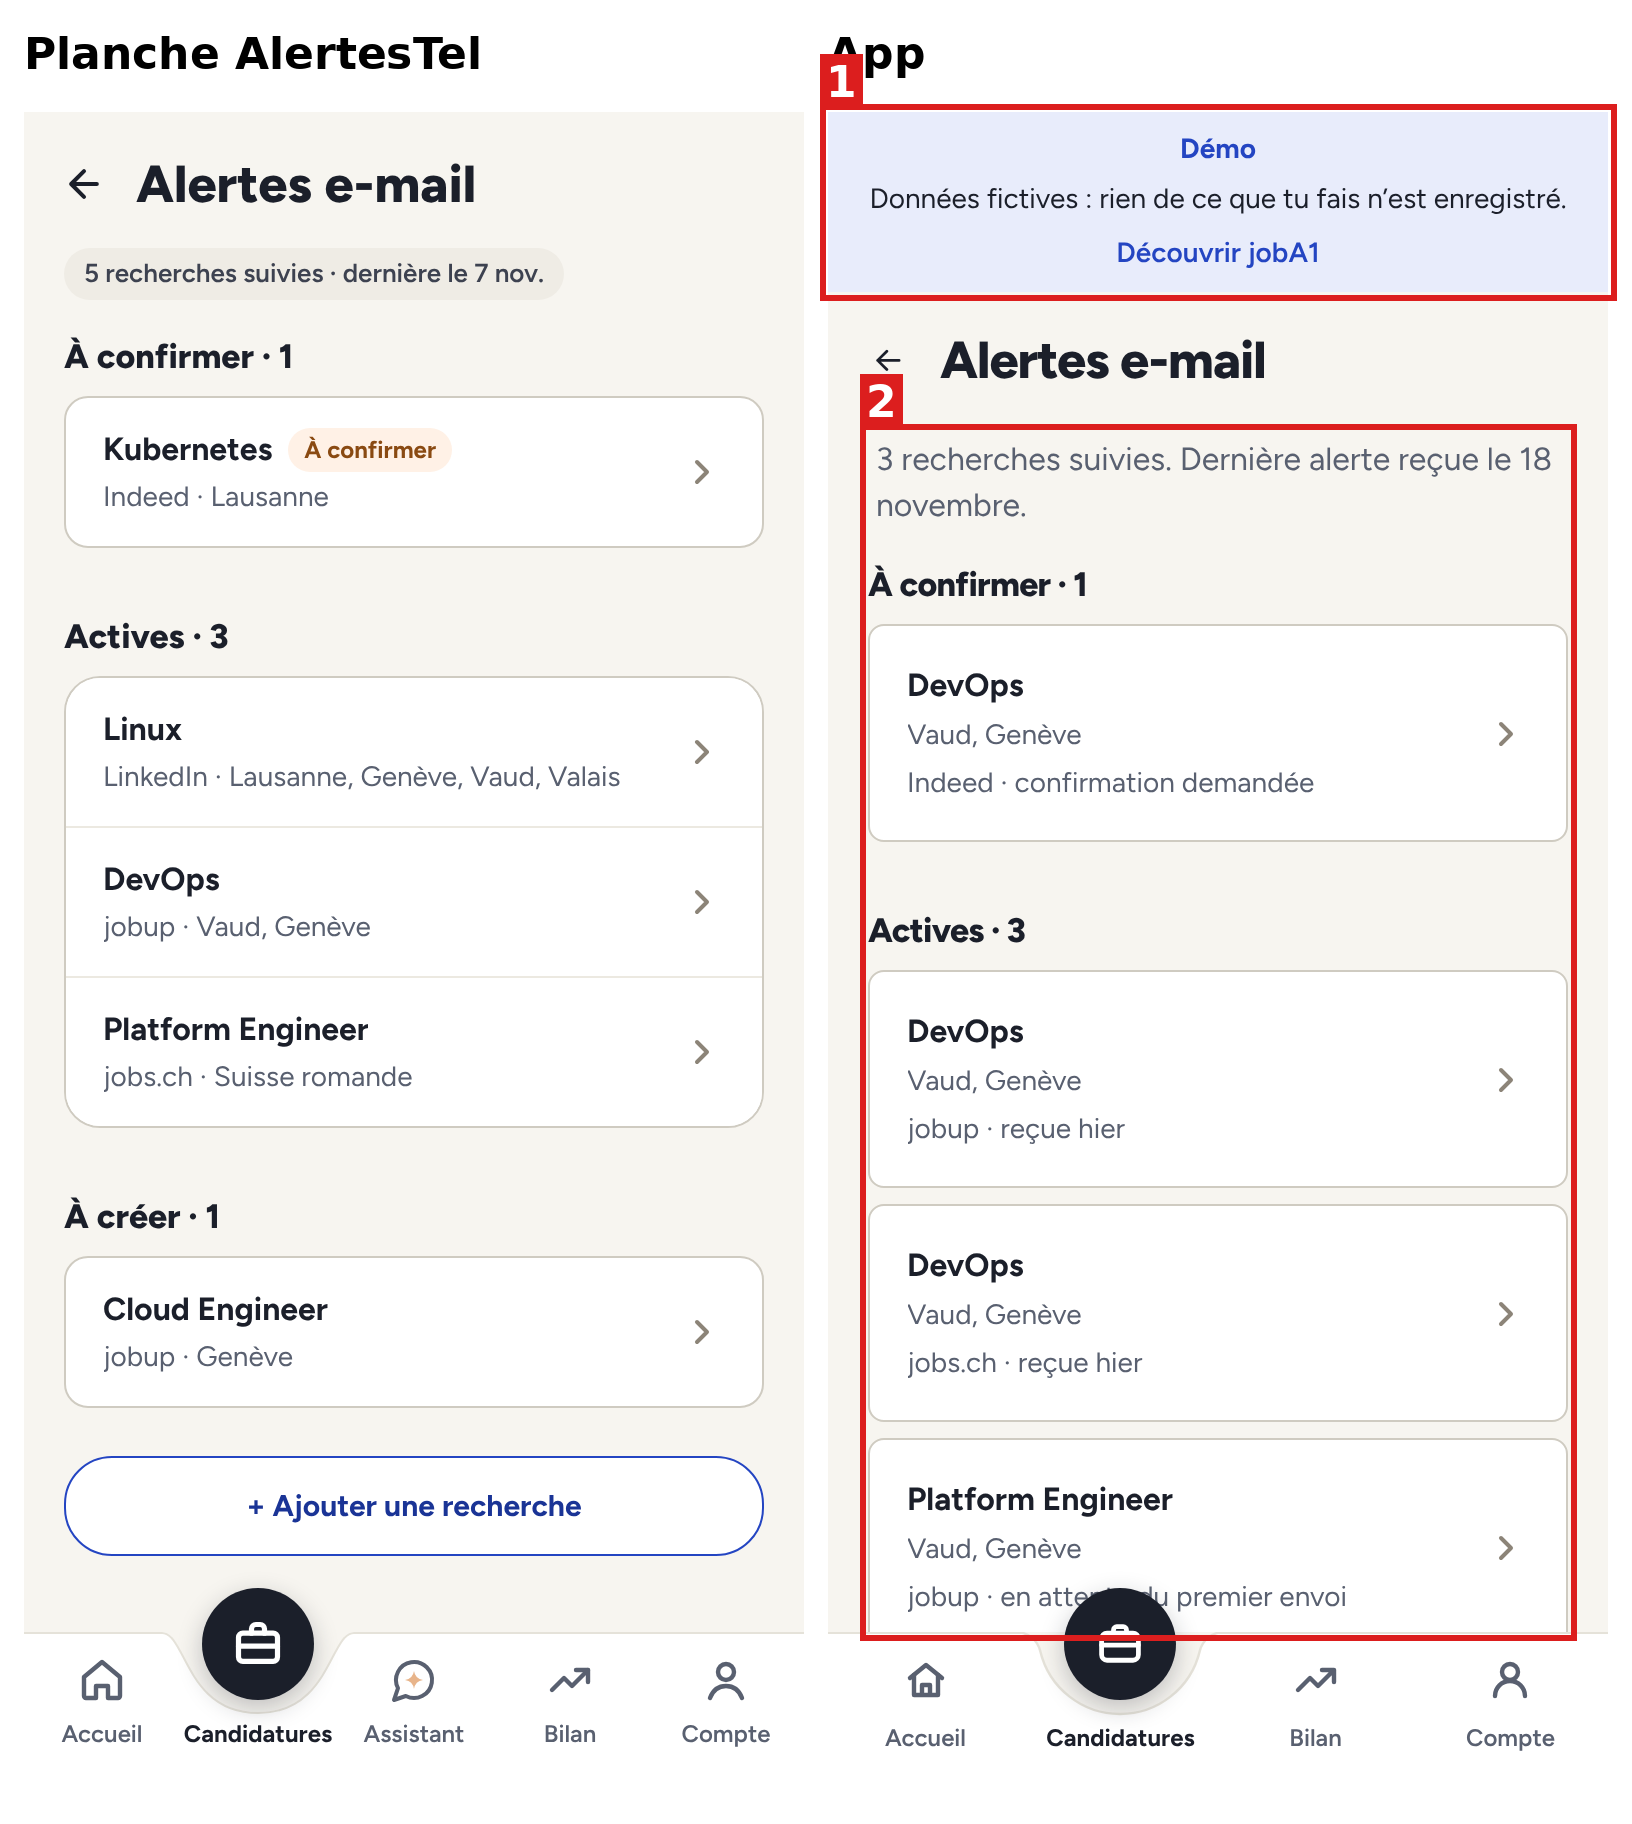 Planche AlertesTel
Alertes e-mail
5 recherches suivies · dernière le 7 nov.
À confirmer · 1
Kubernetes À confirmer
Indeed · Lausanne
Actives · 3
Linux
LinkedIn · Lausanne, Genève, Vaud, Valais
DevOps
jobup · Vaud, Genève
Platform Engineer
jobs.ch · Suisse romande
À créer · 1
Cloud Engineer
jobup · Genève
+ Ajouter une recherche
Accueil Candidatures Assistant Bilan Compte
App
1
Démo
Données fictives : rien de ce que tu fais n’est enregistré.
Découvrir jobA1
Alertes e-mail
2
3 recherches suivies. Dernière alerte reçue le 18
novembre.
À confirmer · 1
DevOps
Vaud, Genève
Indeed · confirmation demandée
Actives · 3
DevOps
Vaud, Genève
jobup · reçue hier
DevOps
Vaud, Genève
jobs.ch · reçue hier
Platform Engineer
Vaud, Genève
jobup · en attente du premier envoi
Accueil Candidatures Bilan Compte